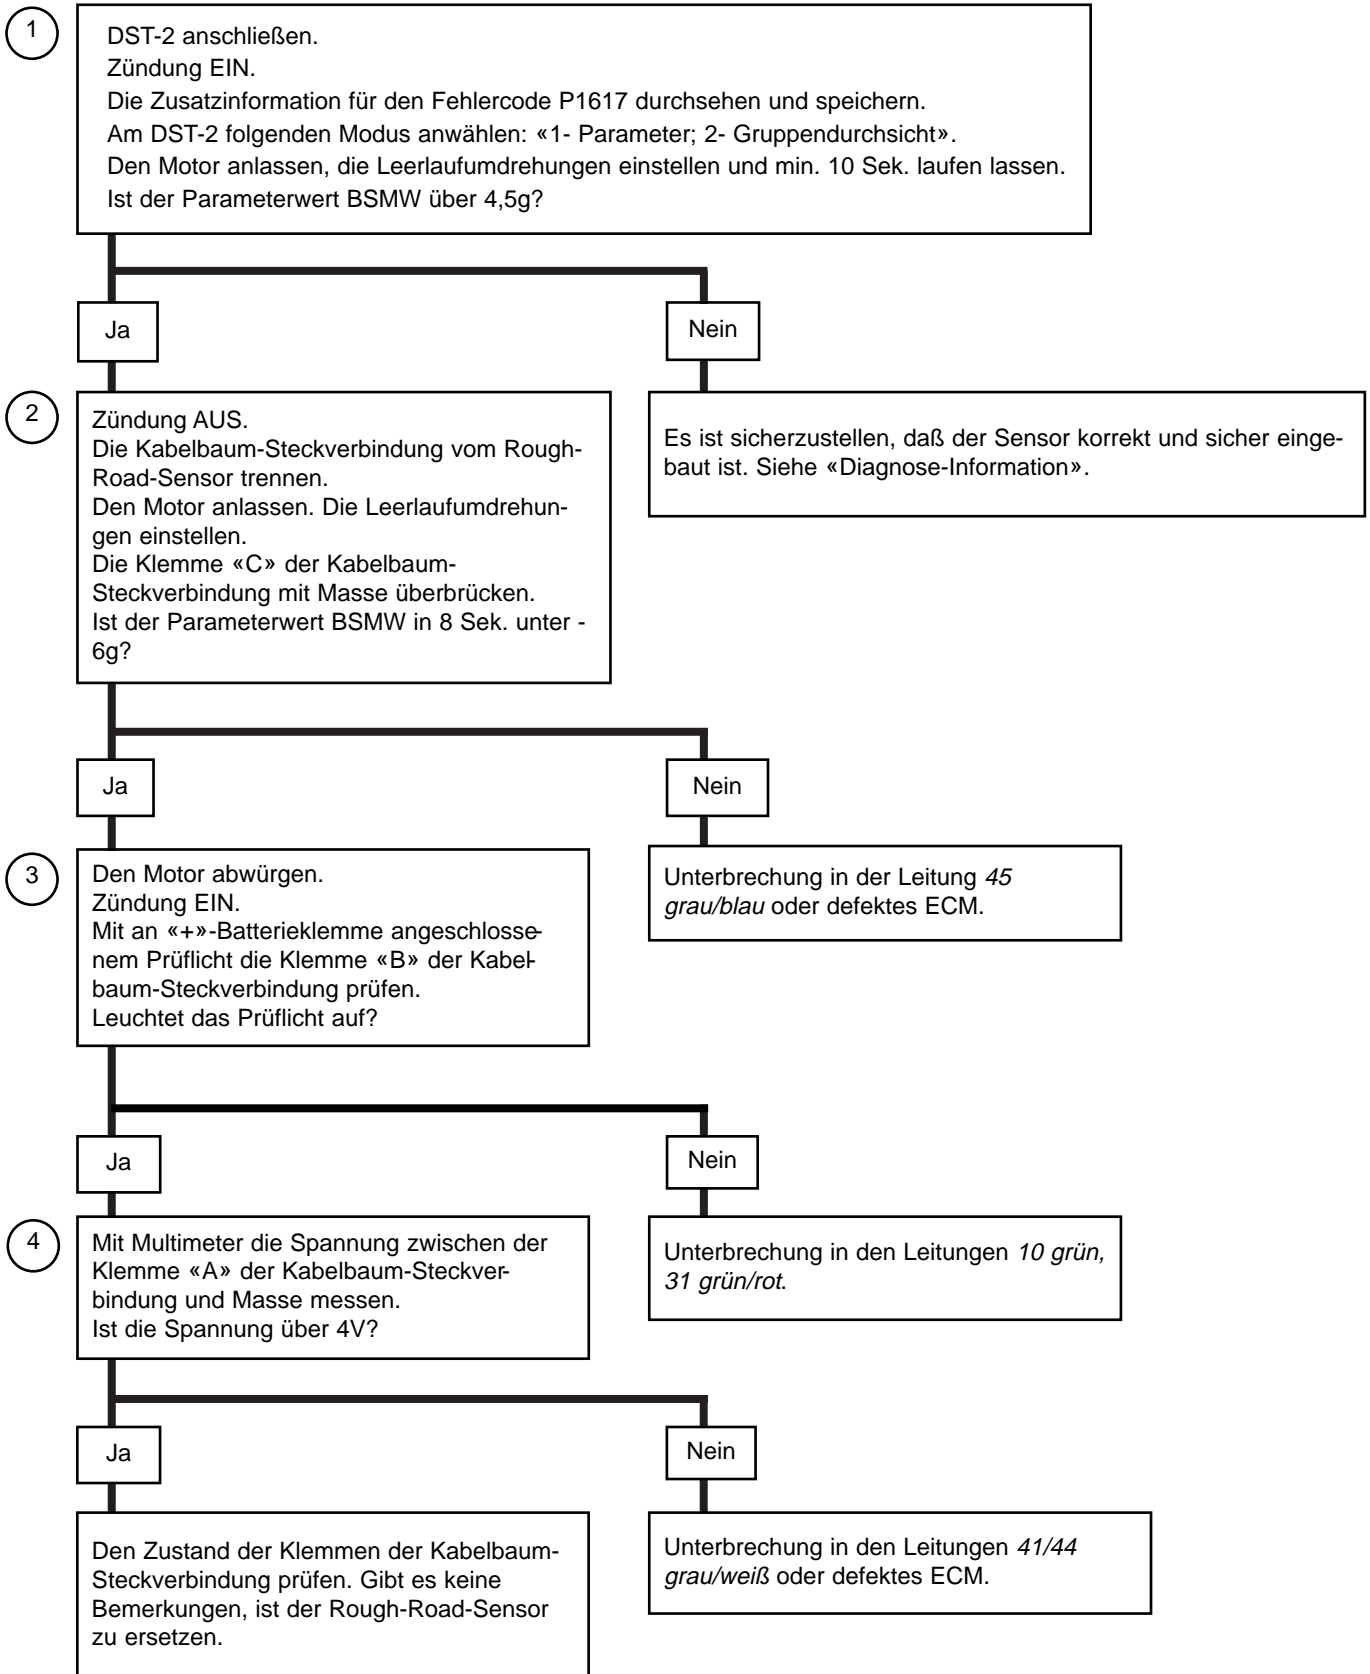 1
DST-2 anschließen.
Zündung EIN.
Die Zusatzinformation für den Fehlercode P1617 durchsehen und speichern.
Am DST-2 folgenden Modus anwählen: «1- Parameter; 2- Gruppendurchsicht».
Den Motor anlassen, die Leerlaufumdrehungen einstellen und min. 10 Sek. laufen lassen.
Ist der Parameterwert BSMW über 4,5g?
Ja
Nein
2
Zündung AUS.
Die Kabelbaum-Steckverbindung vom Rough-
Road-Sensor trennen.
Den Motor anlassen. Die Leerlaufumdrehun-
gen einstellen.
Die Klemme «C» der Kabelbaum-
Steckverbindung mit Masse überbrücken.
Ist der Parameterwert BSMW in 8 Sek. unter -
6g?
Es ist sicherzustellen, daß der Sensor korrekt und sicher einge-
baut ist. Siehe «Diagnose-Information».
Ja
Nein
3
Den Motor abwürgen.
Zündung EIN.
Mit an «+»-Batterieklemme angeschlosse-
nem Prüflicht die Klemme «B» der Kabel-
baum-Steckverbindung prüfen.
Leuchtet das Prüflicht auf?
Unterbrechung in der Leitung 45
grau/blau oder defektes ECM.
Ja
Nein
4
Mit Multimeter die Spannung zwischen der
Klemme «A» der Kabelbaum-Steckver-
bindung und Masse messen.
Ist die Spannung über 4V?
Unterbrechung in den Leitungen 10 grün,
31 grün/rot.
Ja
Nein
Den Zustand der Klemmen der Kabelbaum-
Steckverbindung prüfen. Gibt es keine
Bemerkungen, ist der Rough-Road-Sensor
zu ersetzen.
Unterbrechung in den Leitungen 41/44
grau/weiß oder defektes ECM.